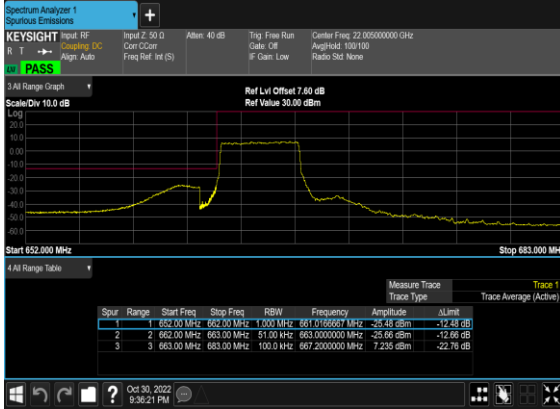 Spectrum Analyzer 1
Spurious Emissions
+
KEYSIGHT Input: RF Input Z: 50 Ω Atten: 40 dB Trig: Free Run Center Freq: 22.005000000 GHz
R T Coupling: DC Corr CCorr Gate: Off Avg|Hold: 100/100
Align: Auto Freq Ref: Int (S) IF Gain: Low Radio Std: None
PASS
3 All Range Graph
Ref Lvl Offset 7.60 dB
Scale/Div 10.0 dB Ref Value 30.00 dBm
Log
20.0
10.0
0.00
-10.0
-20.0
-30.0
-40.0
-50.0
-60.0
Start 652.000 MHz Stop 683.000 MH
4 All Range Table
Measure Trace Trace 1
Trace Type Trace Average (Active)
Spur Range Start Freq Stop Freq RBW Frequency Amplitude ΔLimit
1 1 652.00 MHz 662.00 MHz 1.000 MHz 661.0166667 MHz -25.48 dBm -12.48 dB
2 2 662.00 MHz 663.00 MHz 51.00 kHz 663.0000000 MHz -25.66 dBm -12.66 dB
3 3 663.00 MHz 683.00 MHz 100.0 kHz 667.2000000 MHz 7.235 dBm -22.76 dB
? Oct 30, 2022
9:36:21 PM